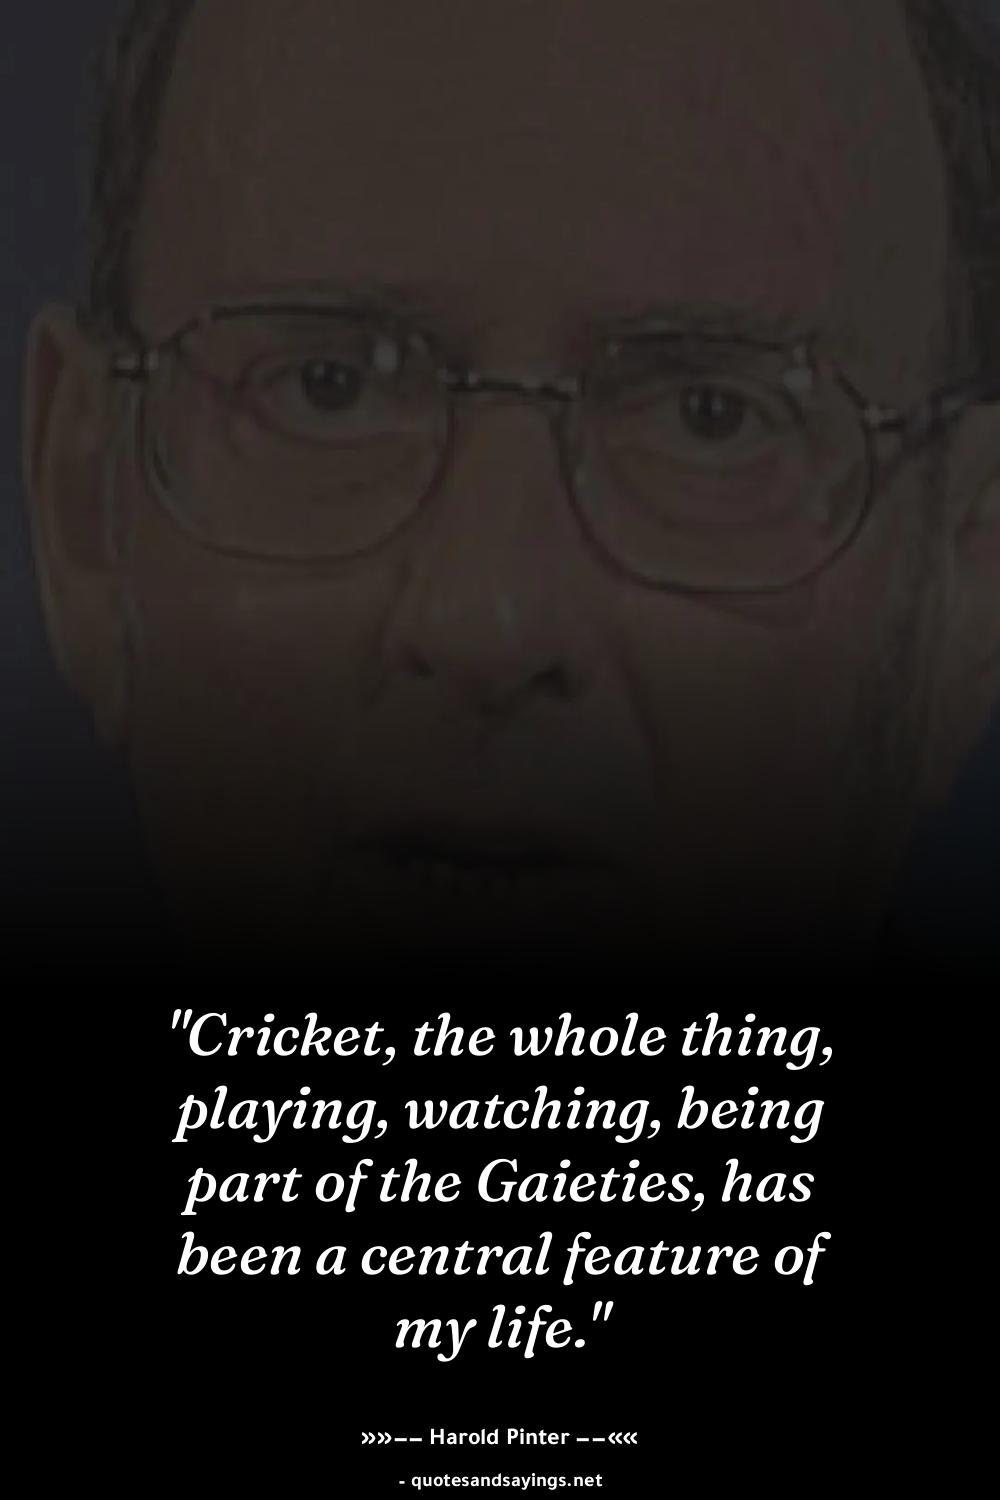 "Cricket, the whole thing,
playing, watching, being
part of the Gaieties, has
been a central feature of
my life."
»»–– Harold Pinter ––««
- quotesandsayings.net